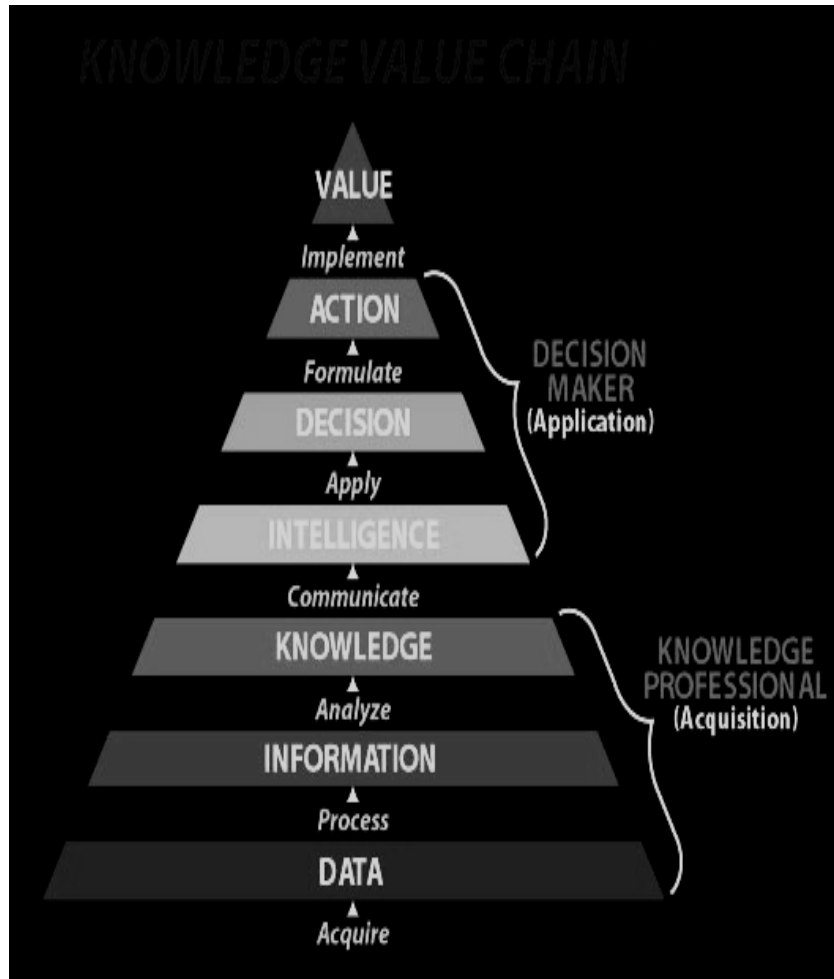 KNOWLEDGE VALUE CHAIN
VALUE
Implement
ACTION
Formulate
DECISION
MAKER
(Application)
DECISION
Apply
INTELLIGENCE
Communicate
KNOWLEDGE
KNOWLEDGE
PROFESSIONAL
(Acquisition)
Analyze
INFORMATION
Process
DATA
Acquire